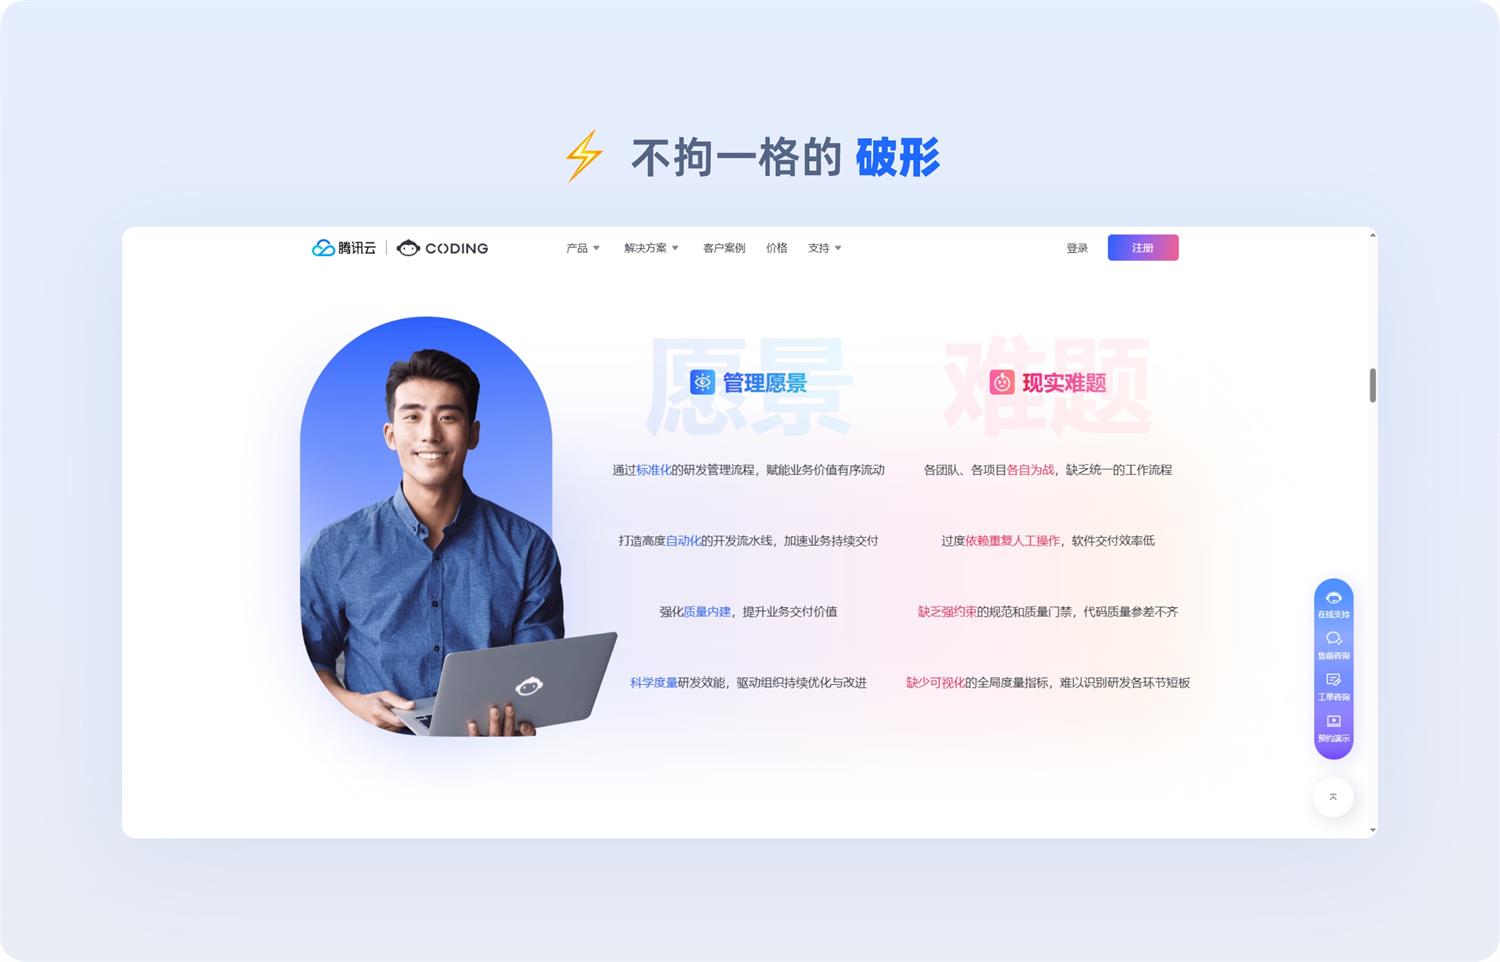 不拘一格的 破形
腾讯云 | CODING 产品 解决方案 客户案例 价格 支持 登录 注册
愿景 难题
管理愿景 现实难题
通过标准化的研发管理流程，赋能业务价值有序流动 各团队、各项目各自为战，缺乏统一的工作流程
打造高度自动化的开发流水线，加速业务持续交付 过度依赖重复人工操作，软件交付效率低
强化质量内建，提升业务交付价值 缺乏强约束的规范和质量门禁，代码质量参差不齐
科学度量研发效能，驱动组织持续优化与改进 缺少可视化的全局度量指标，难以识别研发各环节短板
在线支持
售前咨询
工单咨询
预约演示